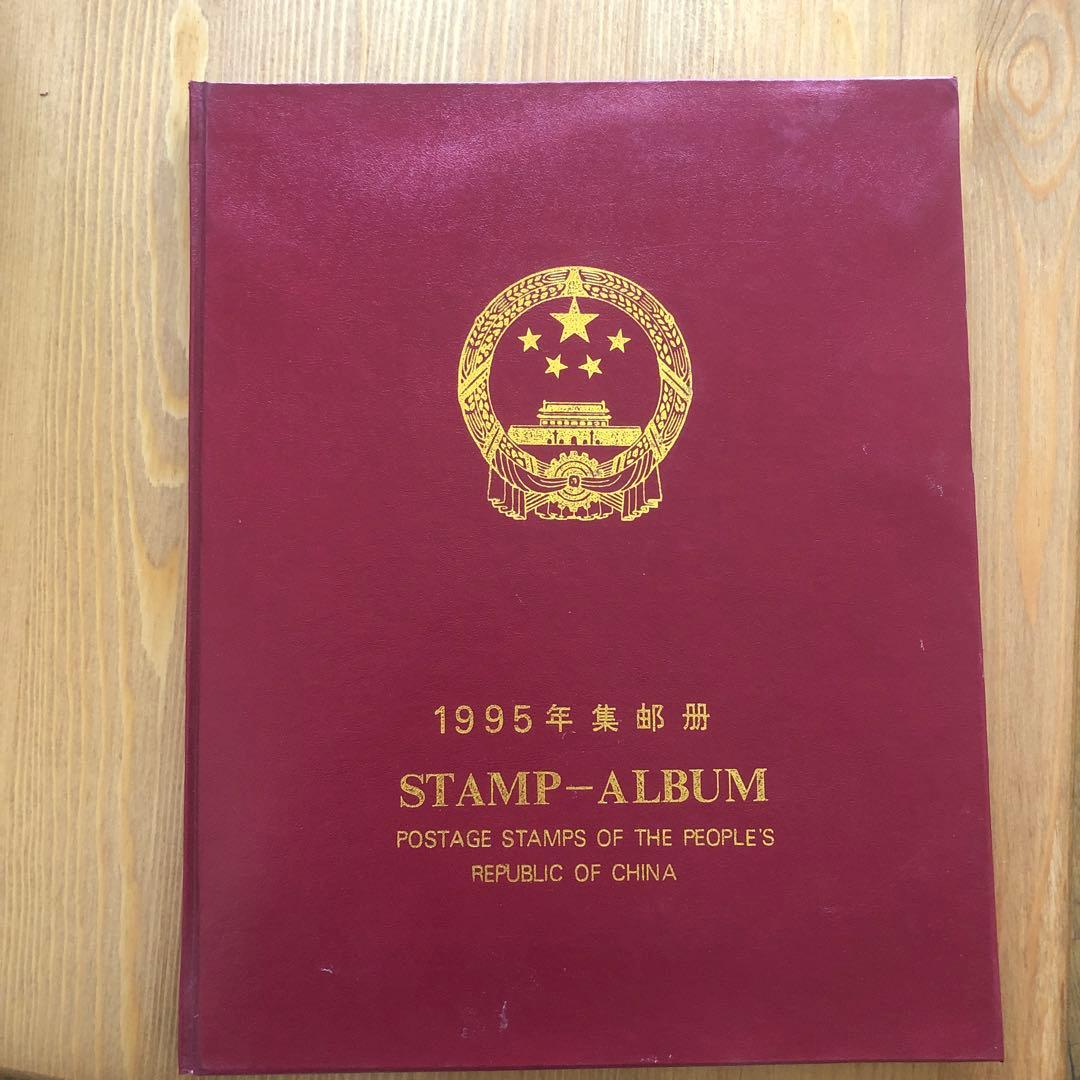 1995年集邮册
STAMP-ALBUM
POSTAGE STAMPS OF THE PEOPLE'S
REPUBLIC OF CHINA